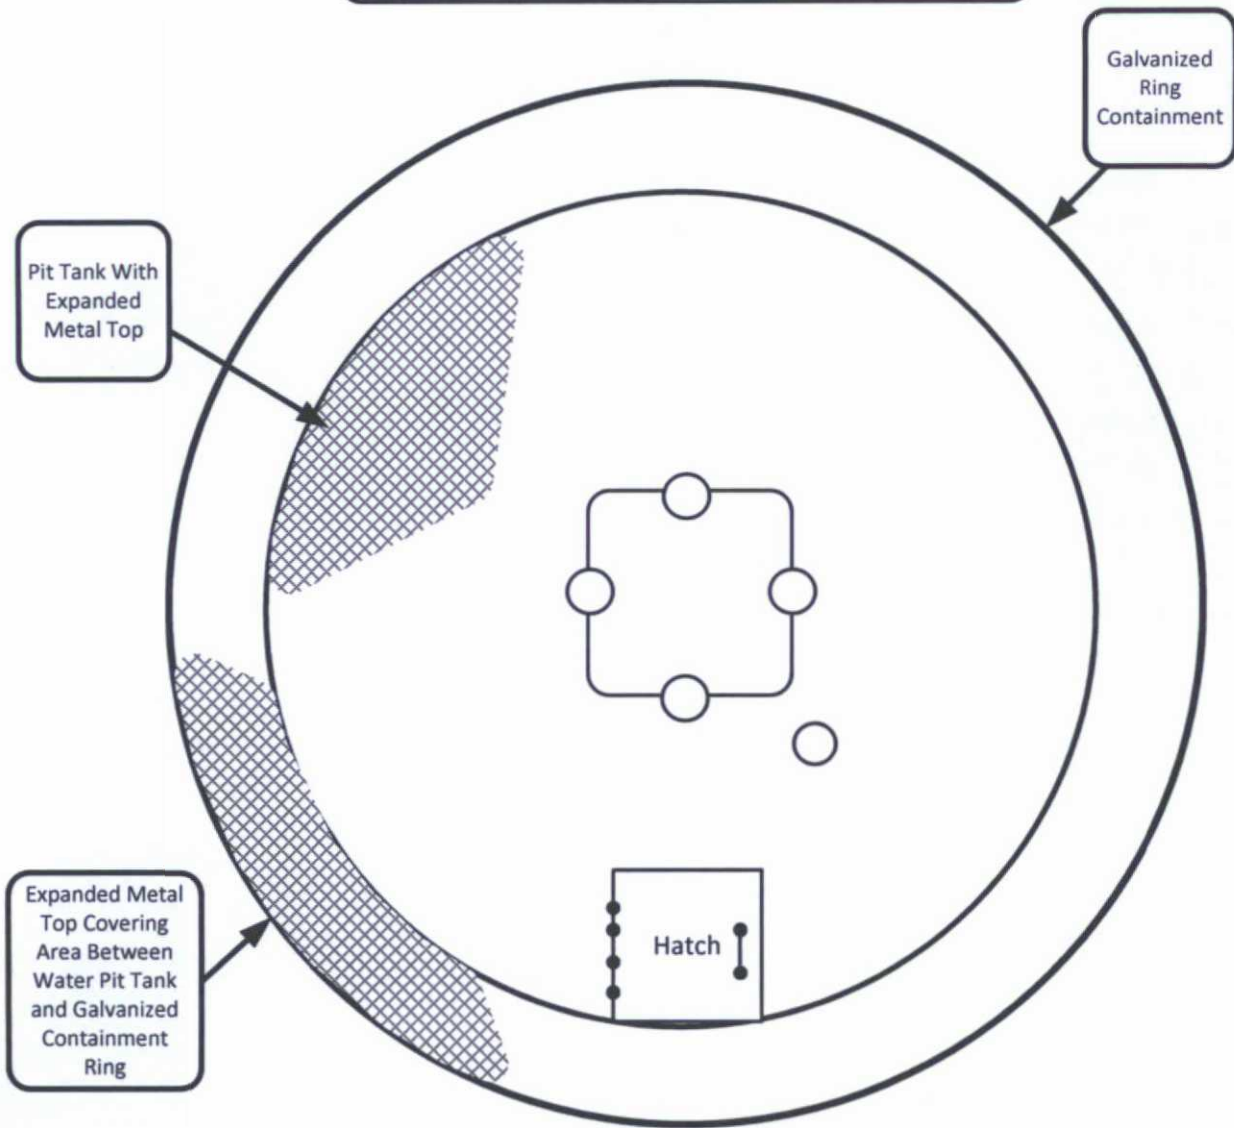 Galvanized
Ring
Containment
Pit Tank With
Expanded
Metal Top
Expanded Metal
Top Covering
Area Between
Water Pit Tank
and Galvanized
Containment
Ring
Hatch